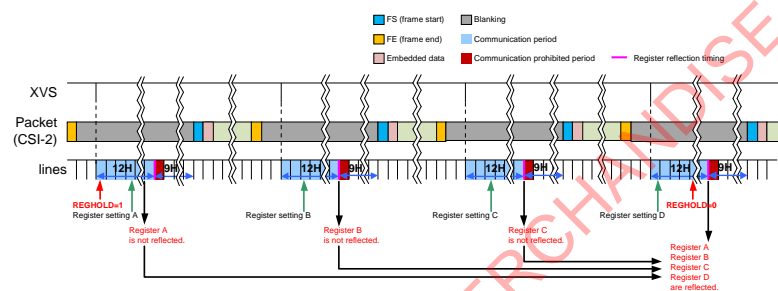 FS (frame start)
Blanking
FE (frame end)
Communication period
Embedded data
Communication prohibited period
Register reflection timing
XVS
Packet
(CSI-2)
lines
12H
9H
12H
9H
12H
9H
12H
9H
REGHOLD=1
Register setting A
Register setting B
Register setting C
Register setting D
REGHOLD=0
Register A
is not reflected.
Register B
is not reflected.
Register C
is not reflected.
Register A
Register B
Register C
Register D
are reflected.
ERCHANDISE